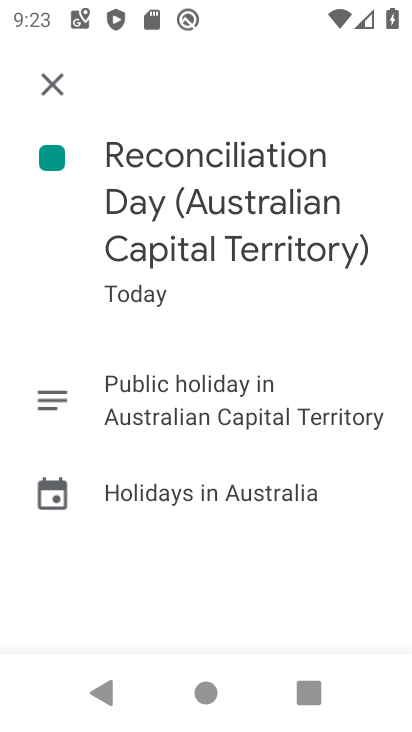 9:23
Reconciliation
Day (Australian
Capital Territory)
Today
Public holiday in
Australian Capital Territory
Holidays in Australia